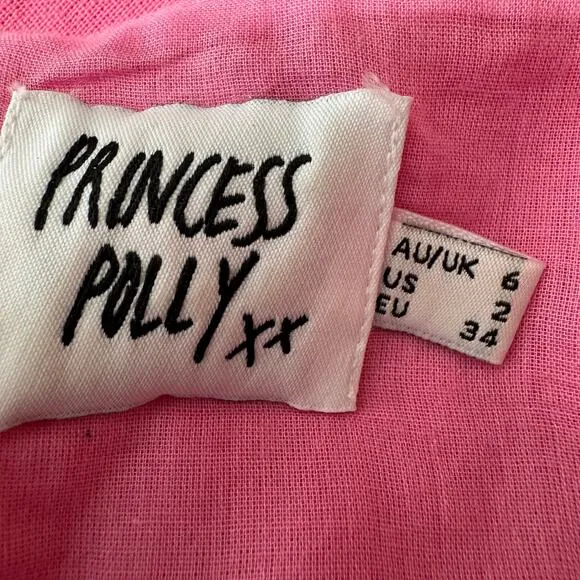 PRINCESS
POLLY xx
AU/UK 6
US 2
EU 34